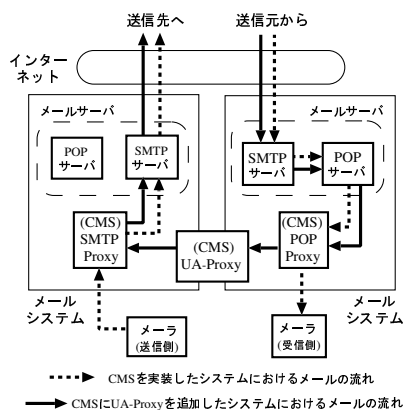 送信先へ
送信元から
インター
ネット
メールサーバ
メールサーバ
POP
サーバ
SMTP
サーバ
SMTP
サーバ
POP
サーバ
(CMS)
SMTP
Proxy
(CMS)
UA-Proxy
(CMS)
POP
Proxy
メール
システム
メーラ
(送信側)
メーラ
(受信側)
メール
システム
CMSを実装したシステムにおけるメールの流れ
CMSにUA-Proxyを追加したシステムにおけるメールの流れ